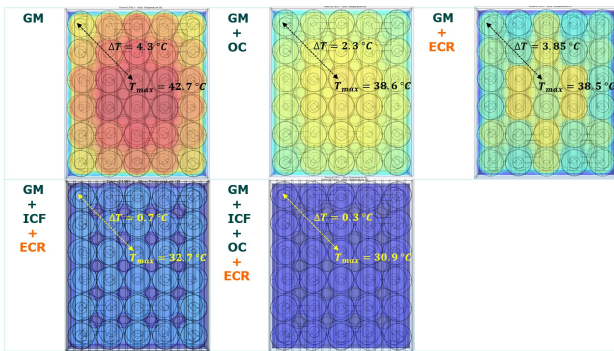 GM
ΔT = 4.3 °C
T_max = 42.7 °C
GM
+
OC
ΔT = 2.3 °C
T_max = 38.6 °C
GM
+
ECR
ΔT = 3.85 °C
T_max = 38.5 °C
GM
+
ICF
+
ECR
ΔT = 0.7 °C
T_max = 32.7 °C
GM
+
ICF
+
OC
+
ECR
ΔT = 0.3 °C
T_max = 30.9 °C